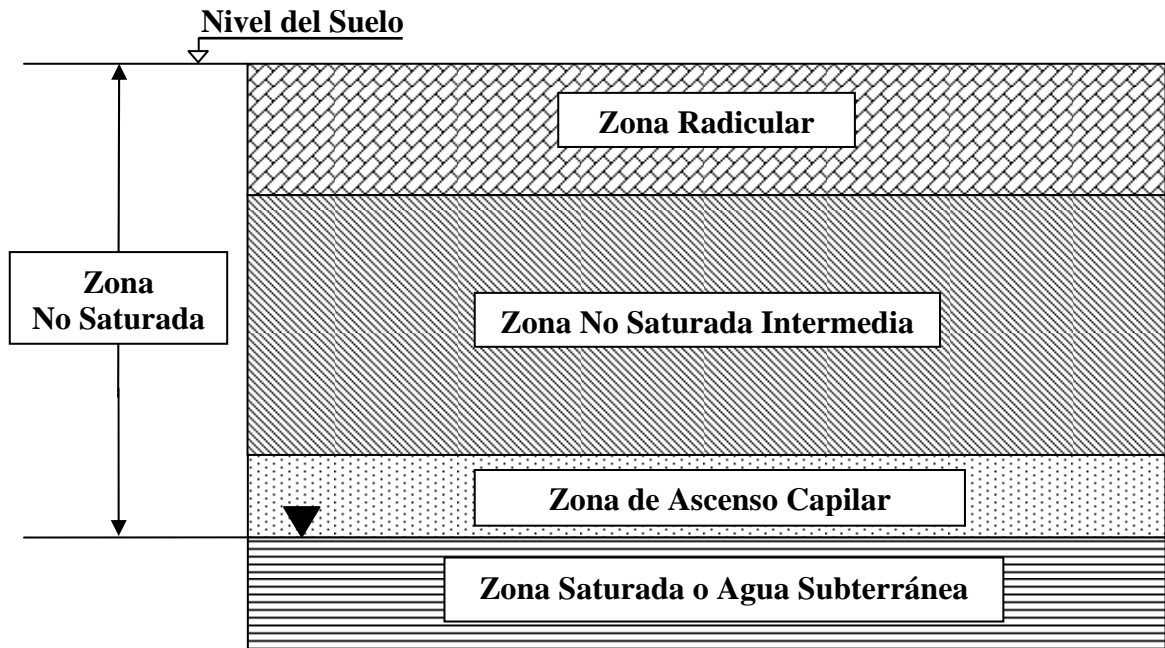 Nivel del Suelo
Zona Radicular
Zona
No Saturada
Zona No Saturada Intermedia
Zona de Ascenso Capilar
Zona Saturada o Agua Subterránea